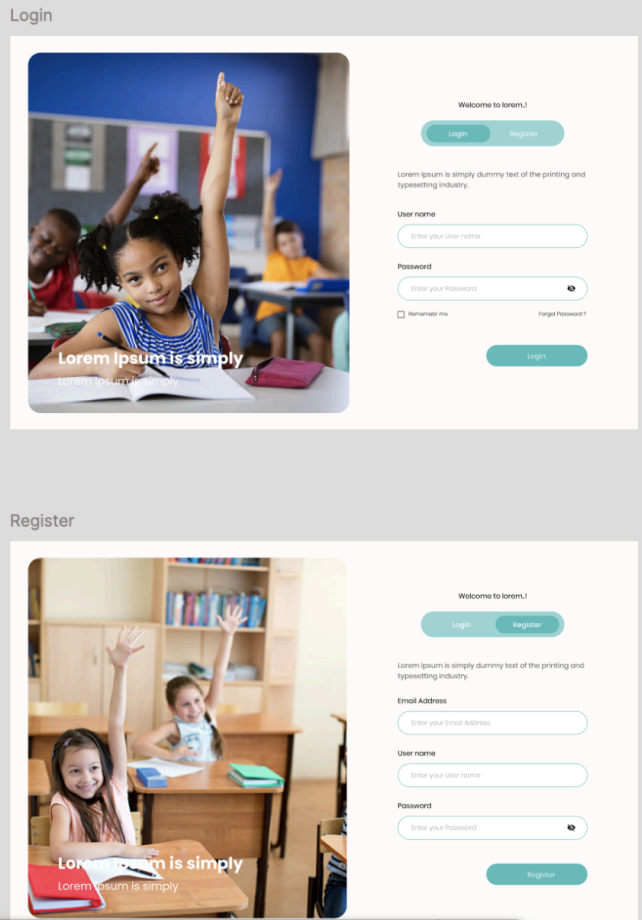 Login
Welcome to lorem..!
Login
Register
Lorem Ipsum is simply dummy text of the printing and
typesetting industry.
User name
Enter your User name
Password
Enter your Password
Rememebr me
Forgot Password ?
Login
Lorem Ipsum is simply
Lorem Ipsum is simply
Register
Welcome to lorem..!
Login
Register
Lorem Ipsum is simply dummy text of the printing and
typesetting industry.
Email Address
Enter your Email Address
User name
Enter your User name
Password
Enter your Password
Register
Lorem Ipsum is simply
Lorem Ipsum is simply